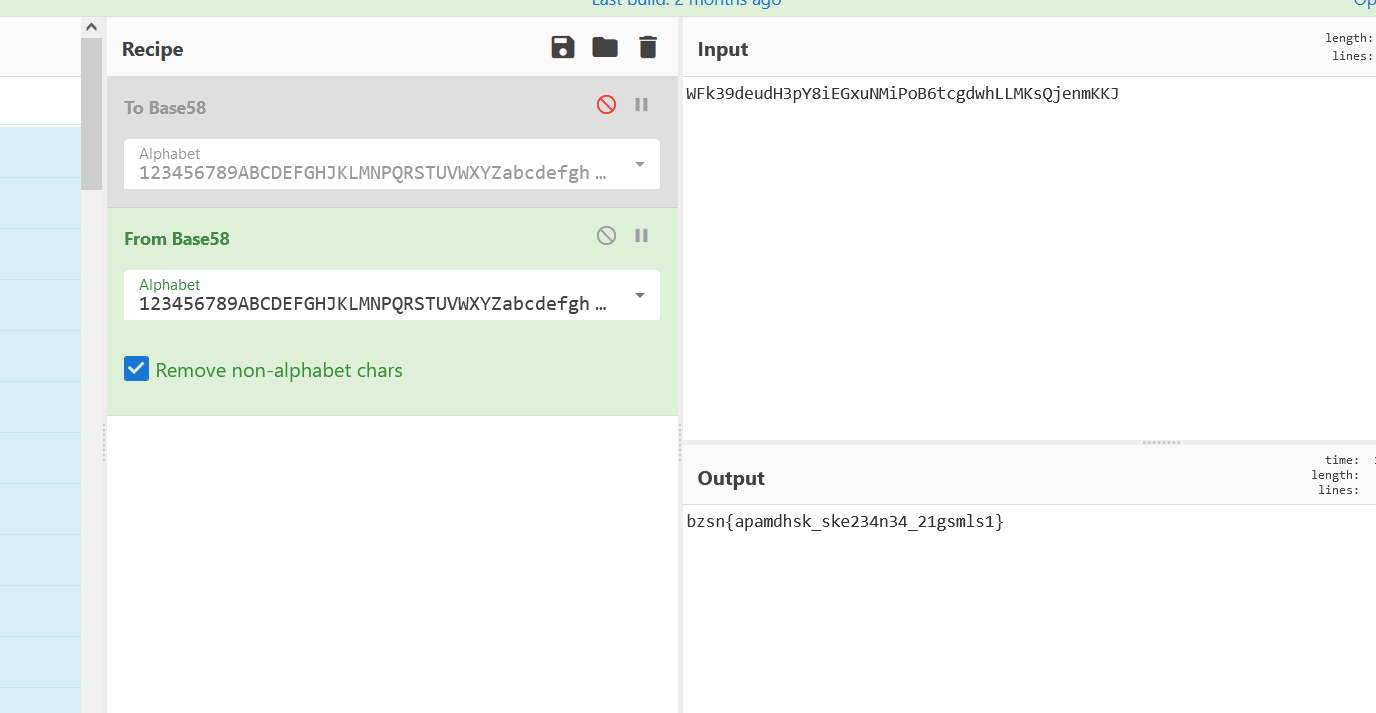 Last build: 2 months ago
Op
Recipe
To Base58
Alphabet
123456789ABCDEFGHJKLMNPQRSTUVWXYZabcdefgh …
From Base58
Alphabet
123456789ABCDEFGHJKLMNPQRSTUVWXYZabcdefgh …
Remove non-alphabet chars
Input
length:
lines:
WFk39deudH3pY8iEGxuNMiPoB6tcgdwhLLMKsQjenmKKJ
Output
time:
length:
lines:
bzsn{apamdhsk_ske234n34_21gsmls1}